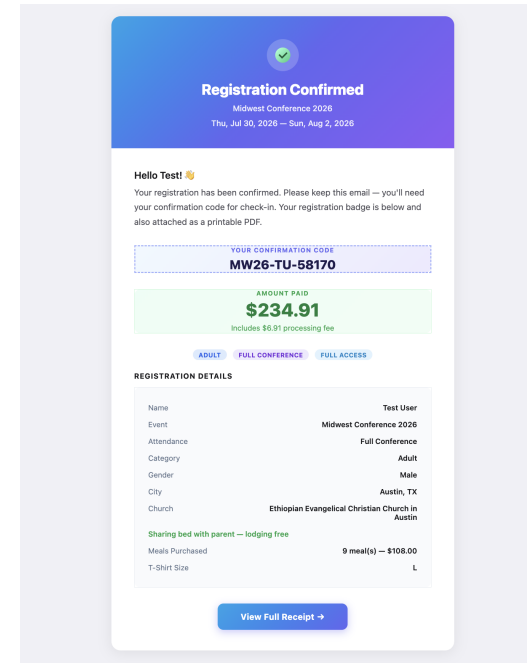 Registration Confirmed
Midwest Conference 2026
Thu, Jul 30, 2026 — Sun, Aug 2, 2026
Hello Test! 👋
Your registration has been confirmed. Please keep this email — you'll need
your confirmation code for check-in. Your registration badge is below and
also attached as a printable PDF.
YOUR CONFIRMATION CODE
MW26-TU-58170
AMOUNT PAID
$234.91
Includes $6.91 processing fee
ADULT FULL CONFERENCE FULL ACCESS
REGISTRATION DETAILS
Name Test User
Event Midwest Conference 2026
Attendance Full Conference
Category Adult
Gender Male
City Austin, TX
Church Ethiopian Evangelical Christian Church in
Austin
Sharing bed with parent — lodging free
Meals Purchased 9 meal(s) — $108.00
T-Shirt Size L
View Full Receipt →